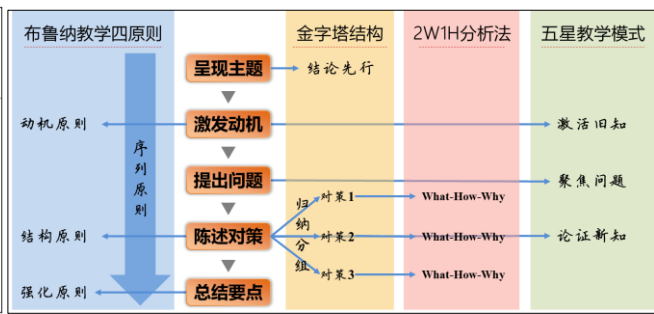 布鲁纳教学四原则
金字塔结构
2W1H分析法
五星教学模式
呈现主题
结论先行
动机原则
激发动机
激活旧知
序列原则
提出问题
聚焦问题
归纳分组
对策1
What-How-Why
结构原则
陈述对策
对策2
What-How-Why
论证新知
对策3
What-How-Why
强化原则
总结要点